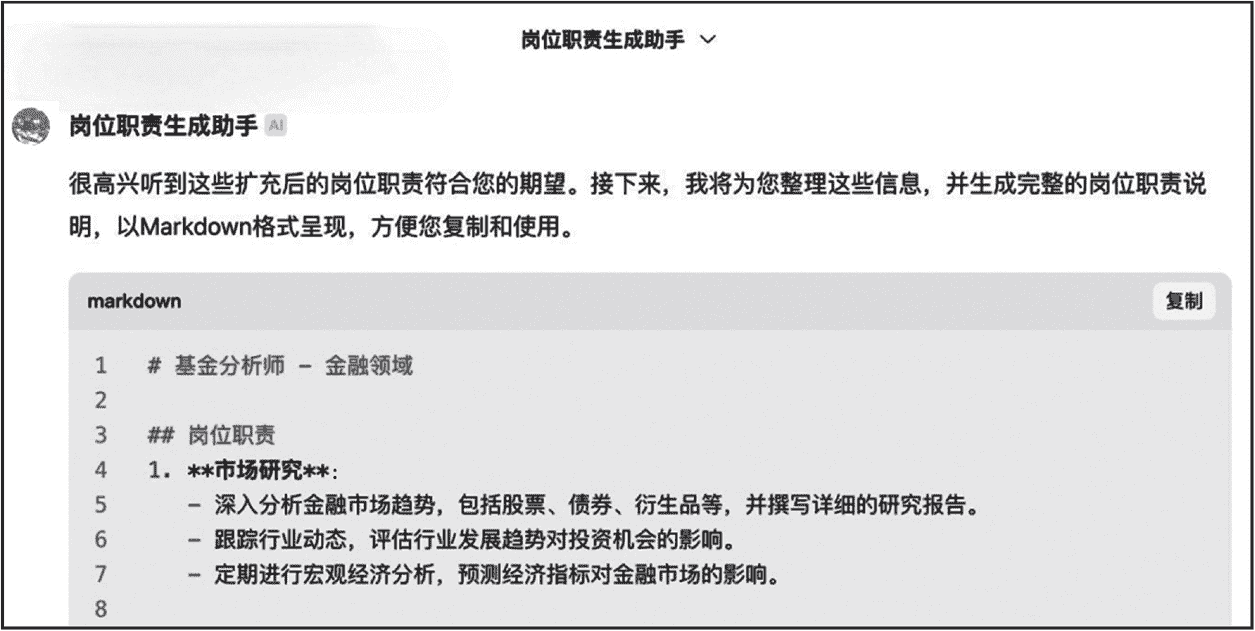 岗位职责生成助手
岗位职责生成助手 AI
很高兴听到这些扩充后的岗位职责符合您的期望。接下来，我将为您整理这些信息，并生成完整的岗位职责说
明，以Markdown格式呈现，方便您复制和使用。
markdown 复制
1 # 基金分析师 - 金融领域
2
3 ## 岗位职责
4 1. **市场研究**:
5 - 深入分析金融市场趋势，包括股票、债券、衍生品等，并撰写详细的研究报告。
6 - 跟踪行业动态，评估行业发展趋势对投资机会的影响。
7 - 定期进行宏观经济分析，预测经济指标对金融市场的影响。
8